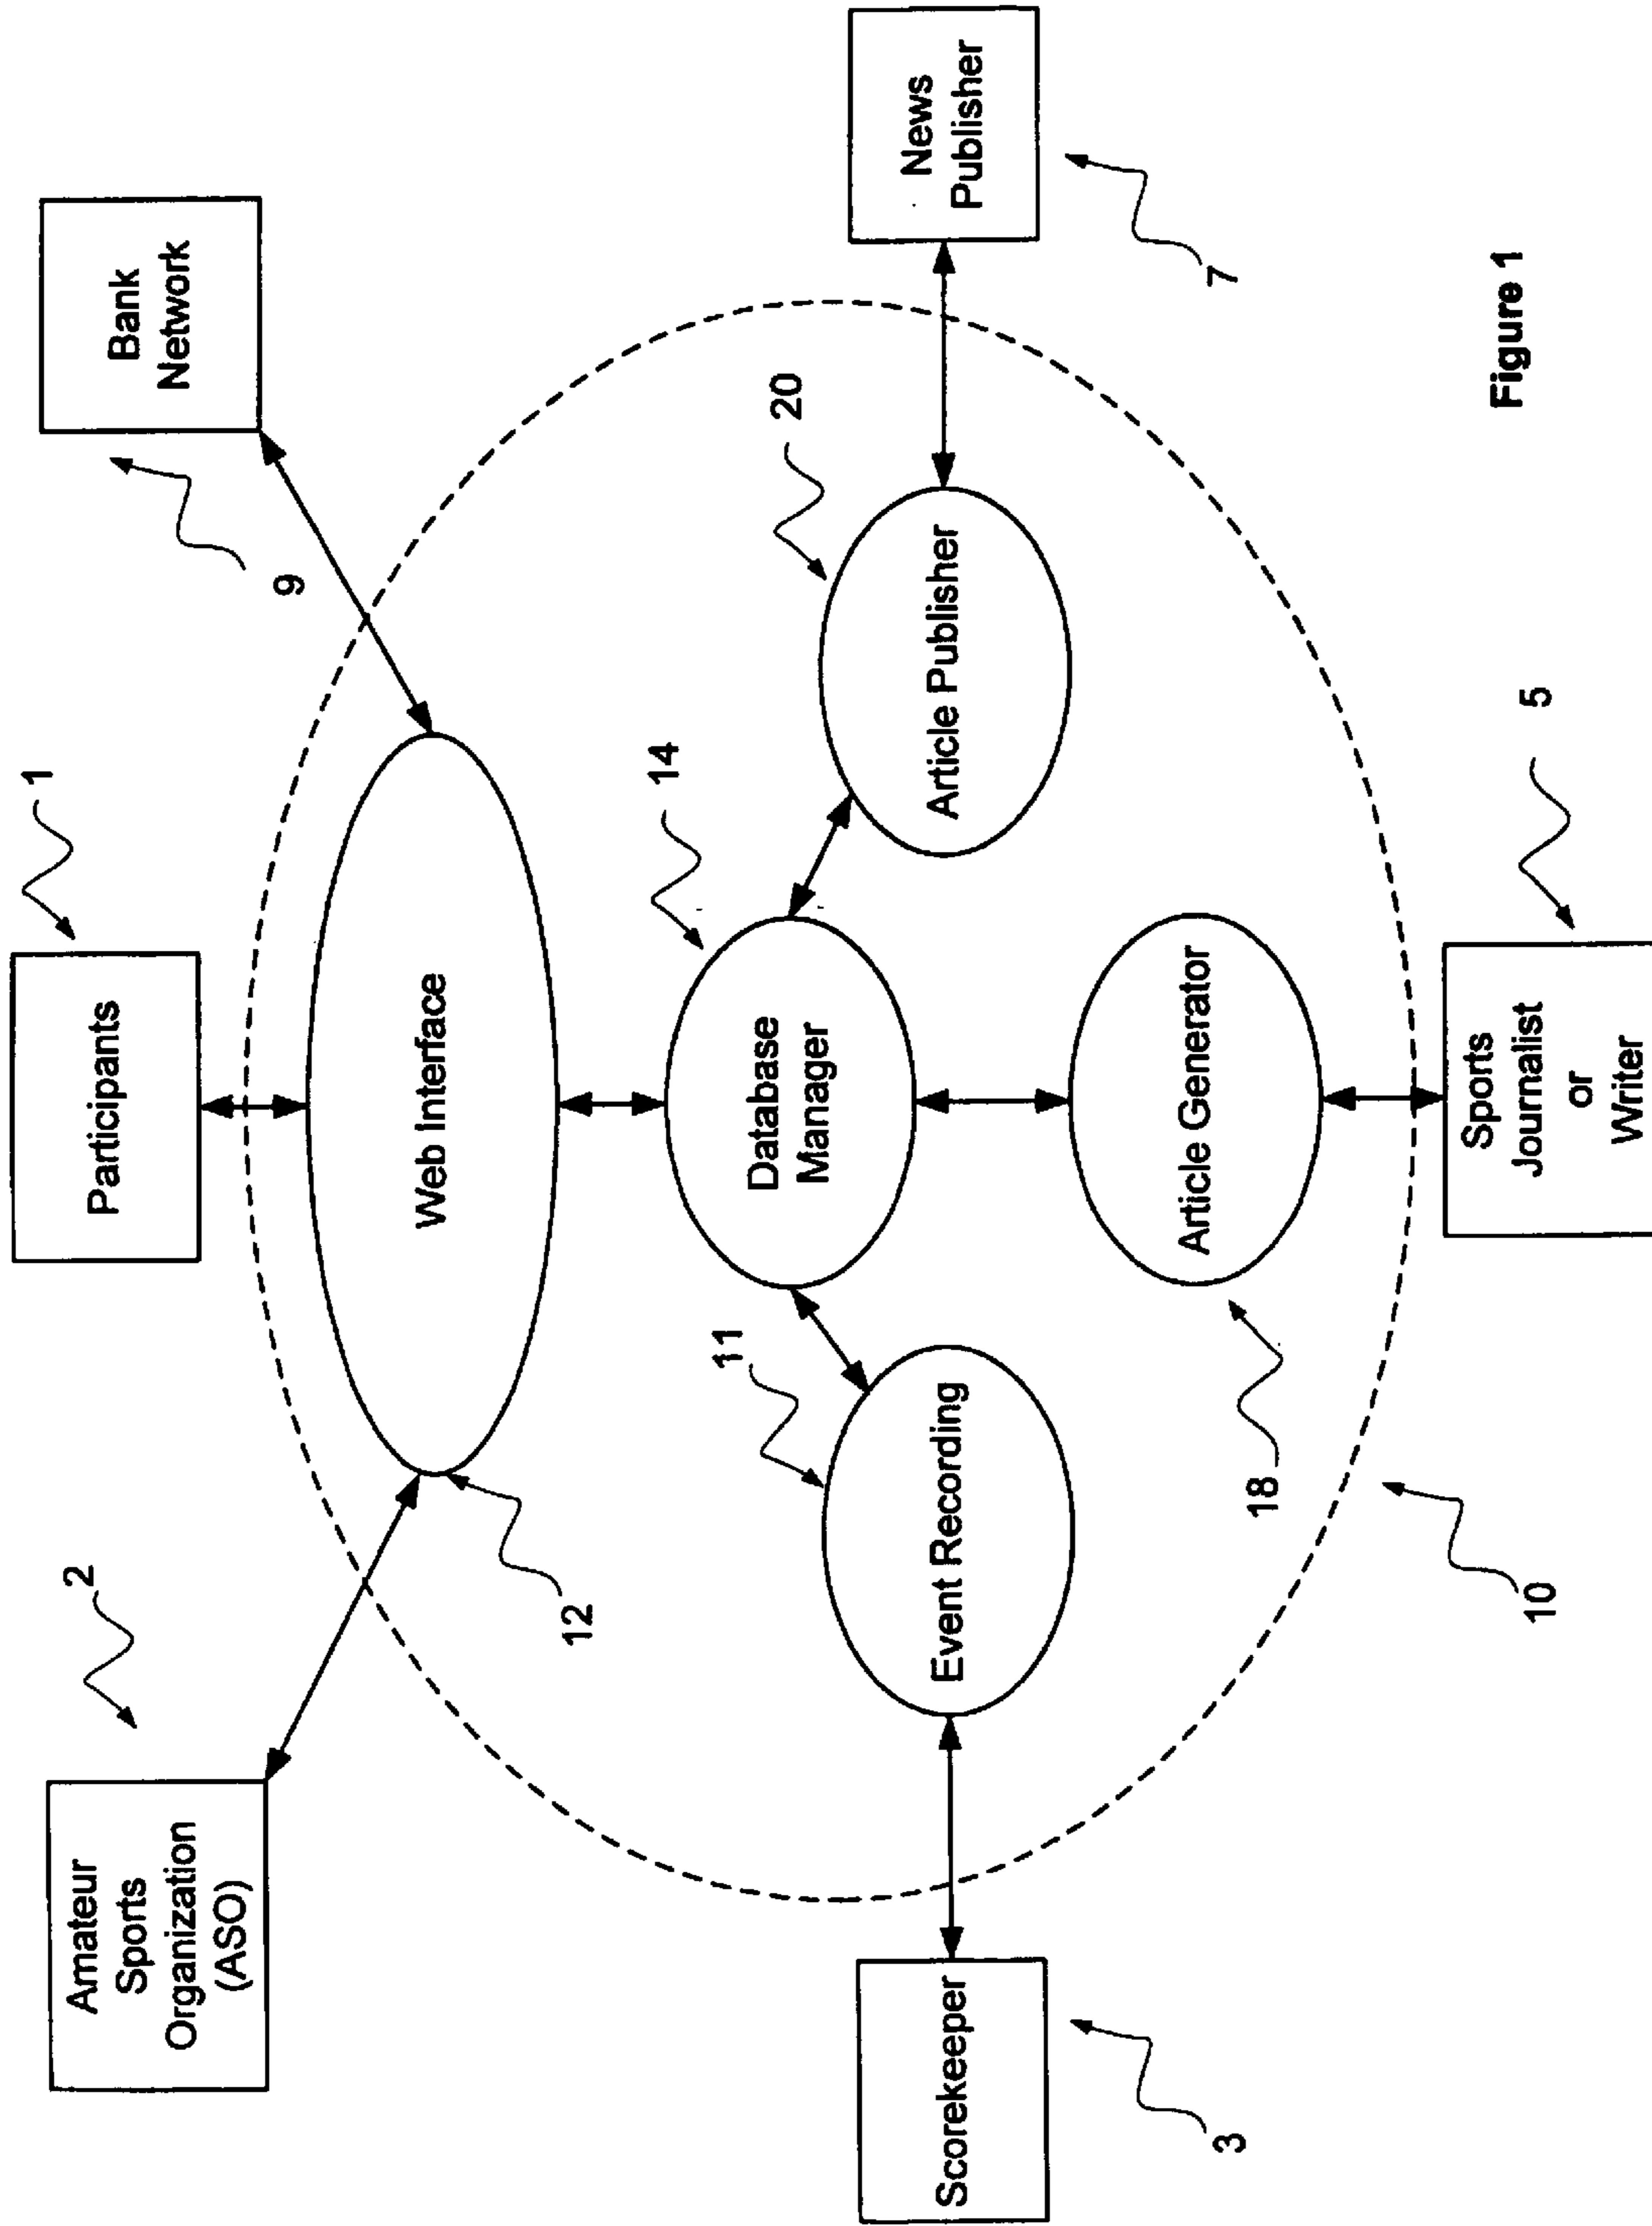 Amateur
Sports
Organization
(ASO)
2
Participants
1
Bank
Network
9
Web Interface
12
Database
Manager
14
Event Recording
11
Article Publisher
20
Scorekeeper
3
News
Publisher
7
Article Generator
18
10
Sports
Journalist
or
Writer
5
Figure 1